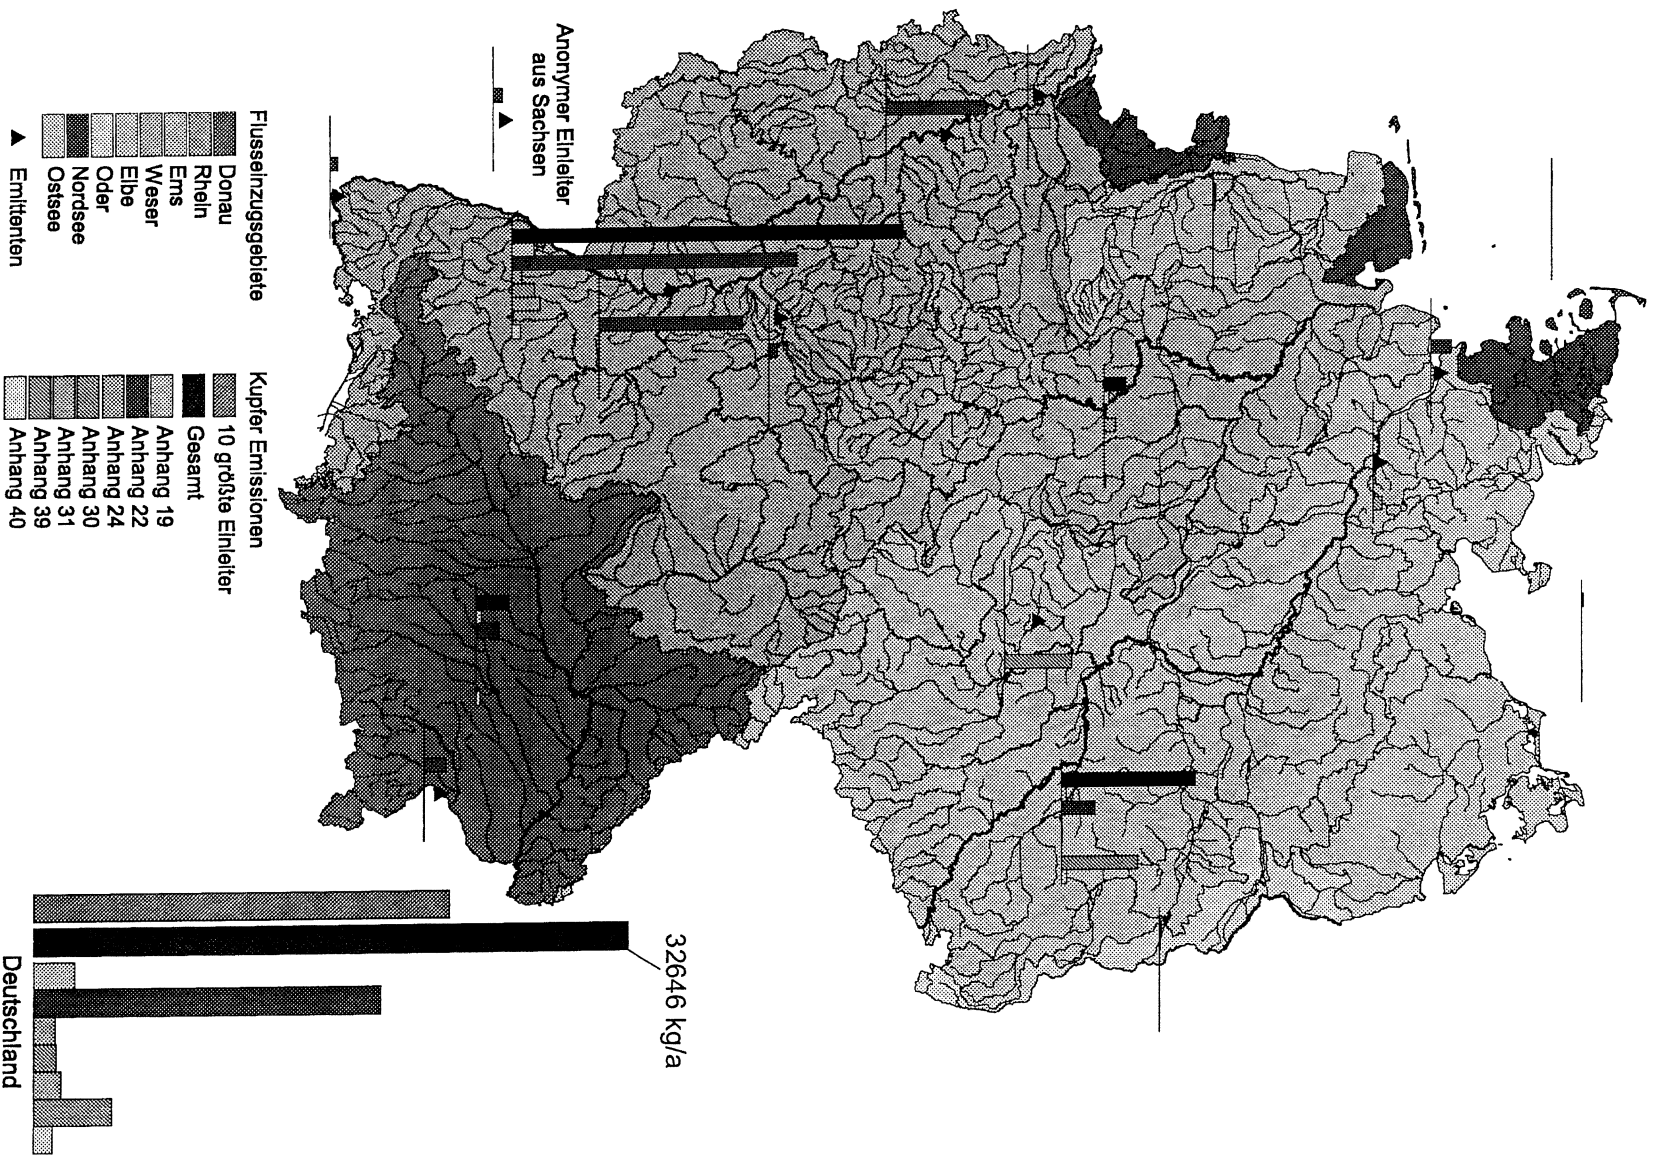 Anonymer Einleiter
aus Sachsen
Flusseinzugsgebiete
Donau
Rhein
Ems
Weser
Elbe
Oder
Nordsee
Ostsee
Emittenten
Kupfer Emissionen
10 größte Einleiter
Gesamt
Anhang 19
Anhang 22
Anhang 24
Anhang 30
Anhang 31
Anhang 39
Anhang 40
32646 kg/a
Deutschland